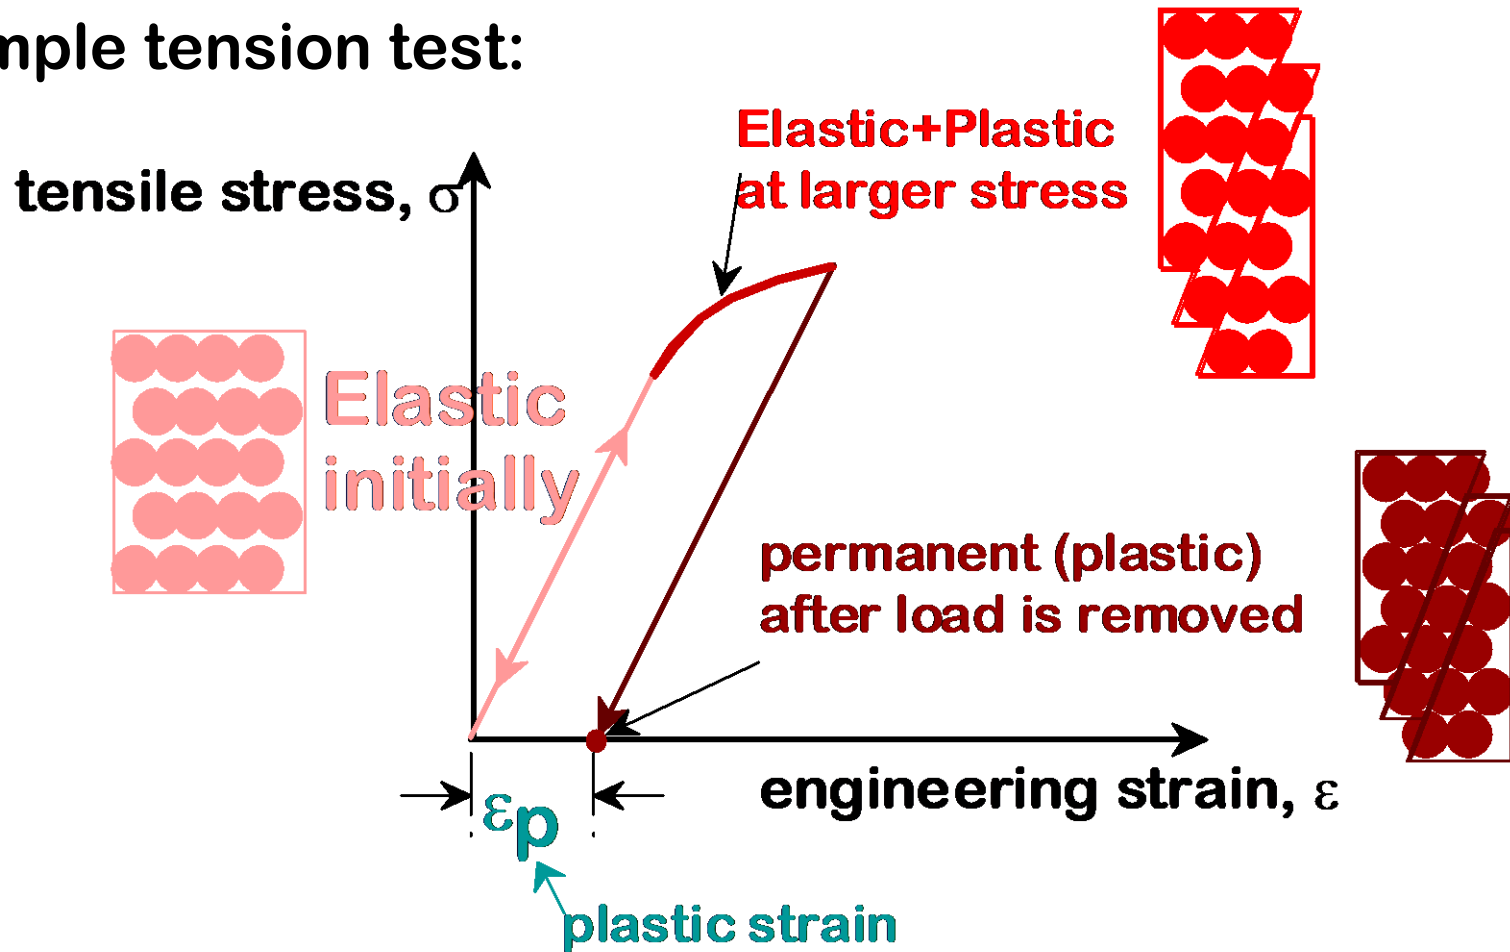 mple tension test:
Elastic+Plastic
at larger stress
tensile stress, σ
Elastic
initially
permanent (plastic)
after load is removed
engineering strain, ε
εp
plastic strain